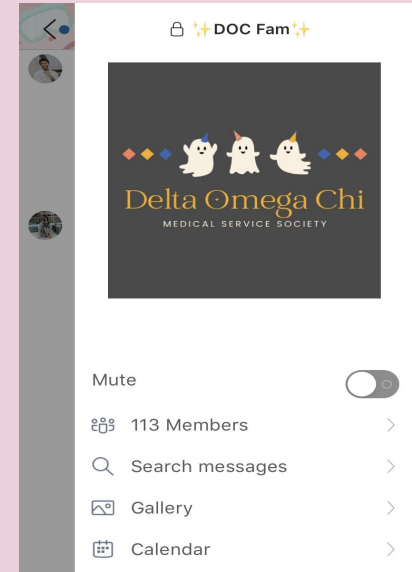 ✨DOC Fam✨
Delta Omega Chi
MEDICAL SERVICE SOCIETY
Mute
113 Members
Search messages
Gallery
Calendar